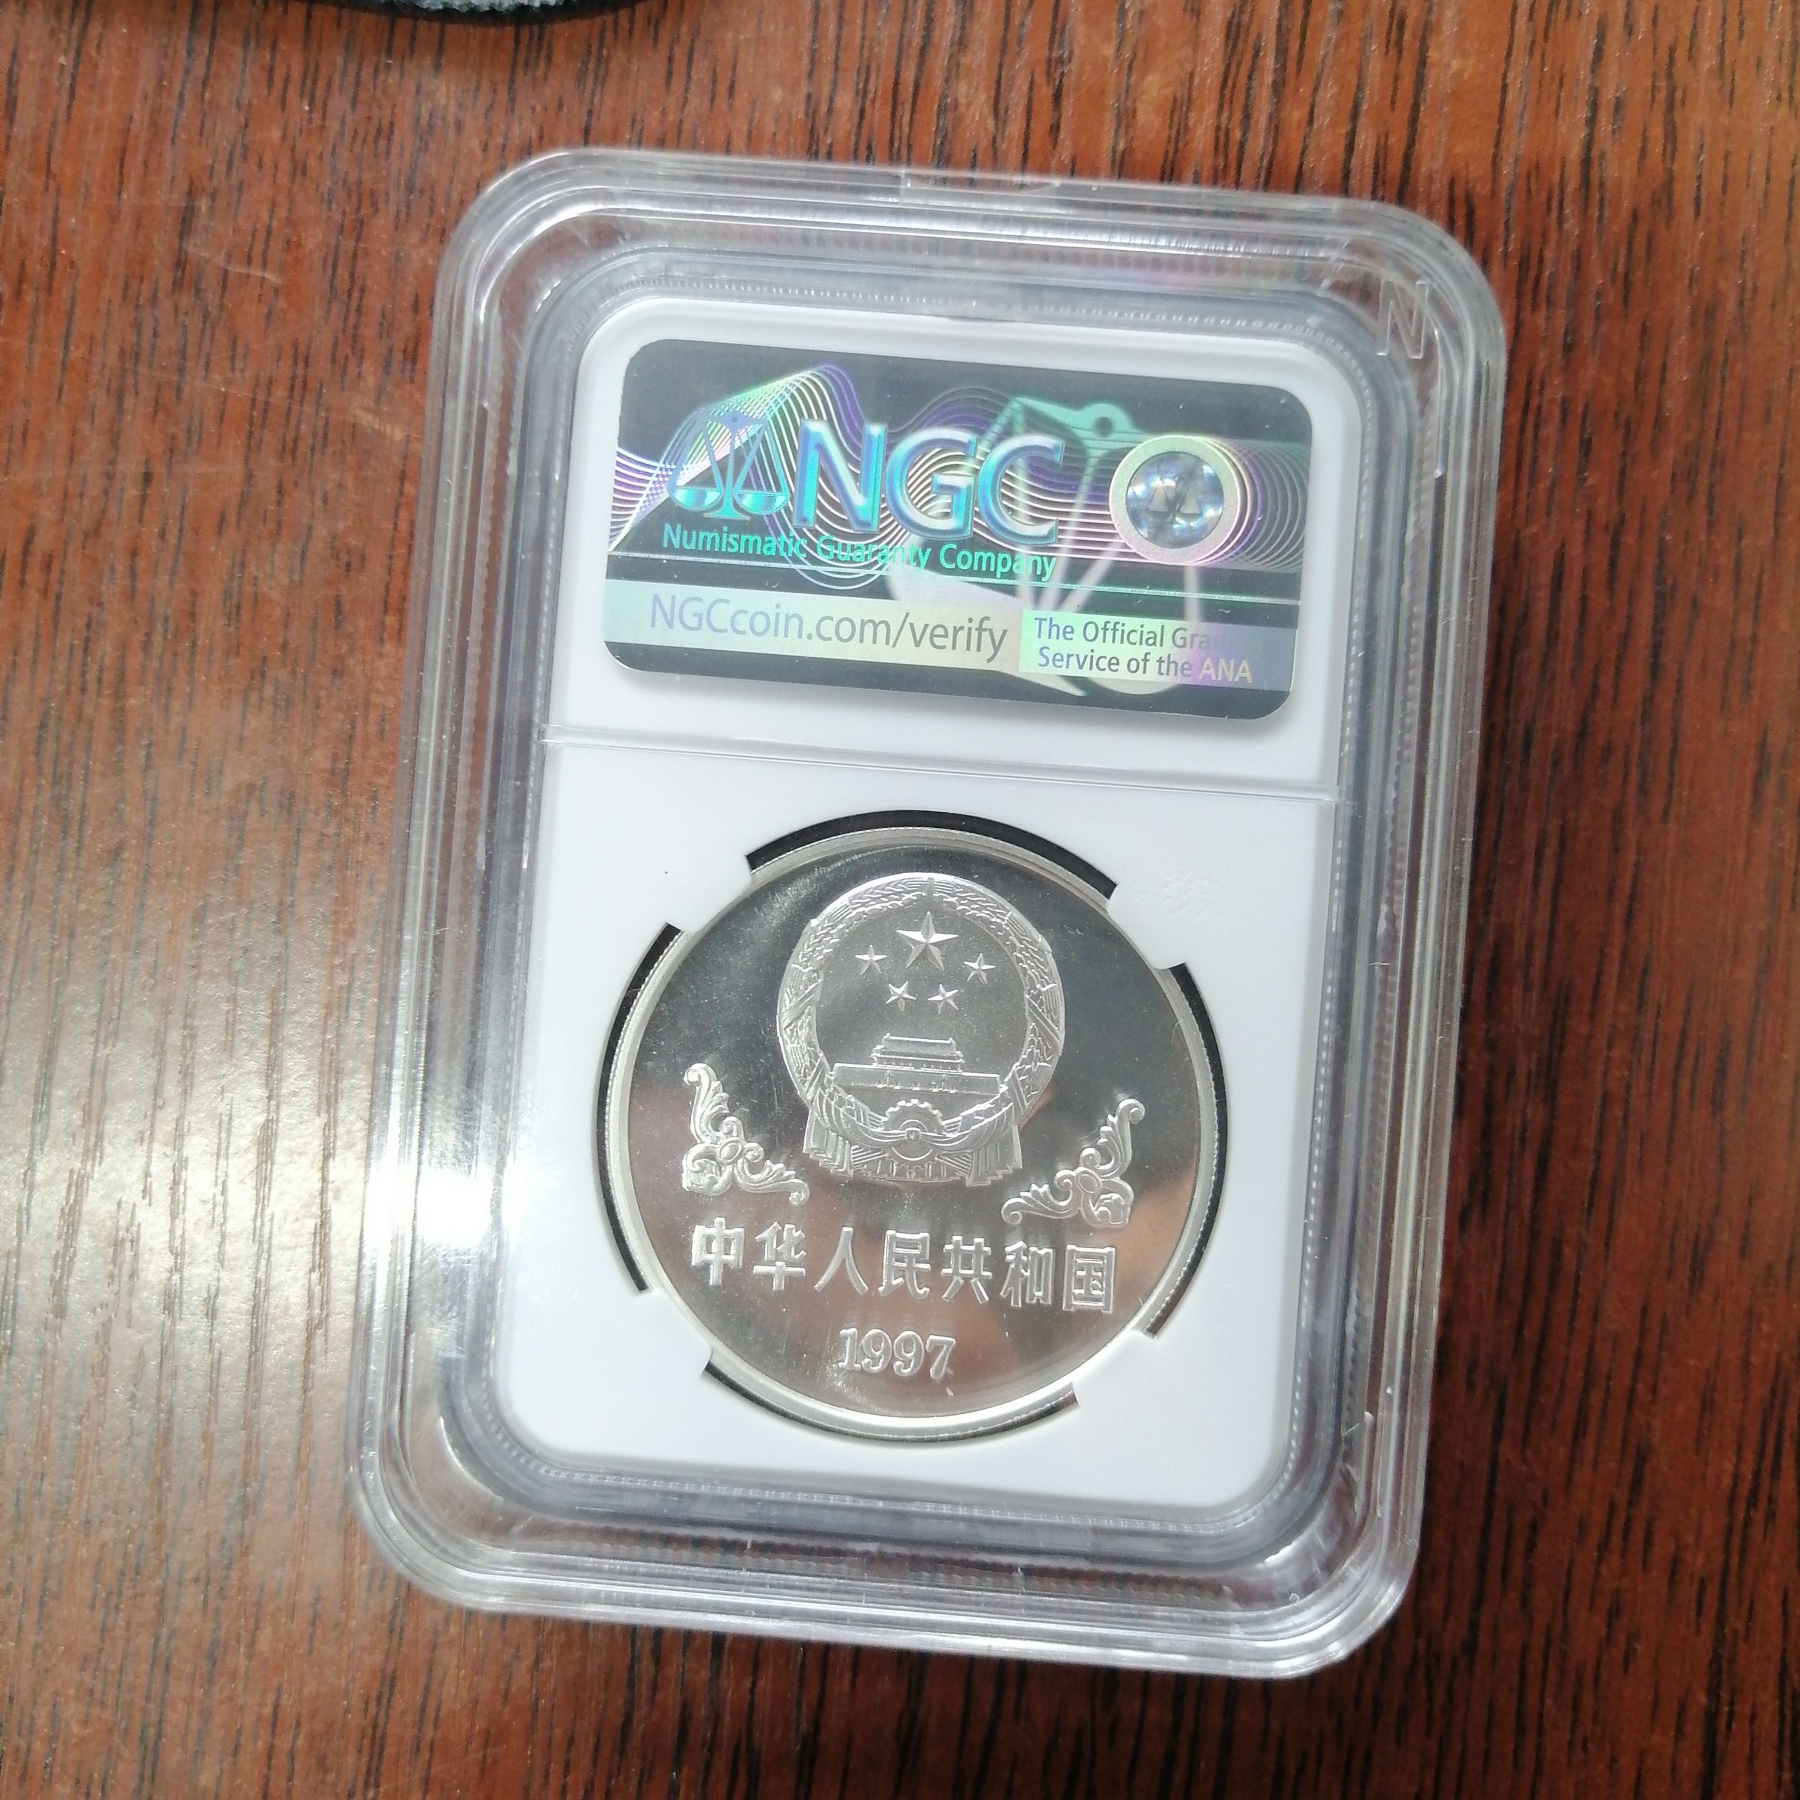 N
NGC
Numismatic Guaranty Company
NGCcoin.com/verify
The Official Grading
Service of the ANA
中华人民共和国
1997